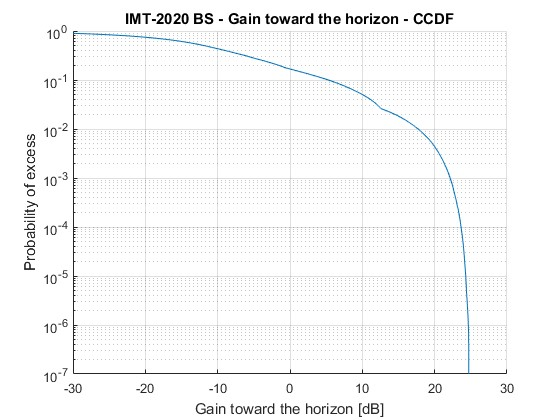 IMT-2020 BS - Gain toward the horizon - CCDF
Probability of excess
10^0
10^-1
10^-2
10^-3
10^-4
10^-5
10^-6
10^-7
-30 -20 -10 0 10 20 30
Gain toward the horizon [dB]